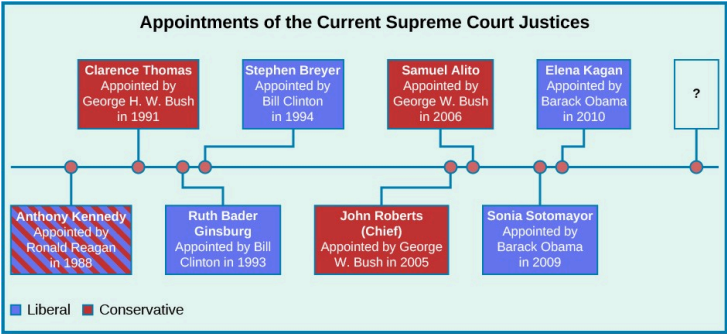 Appointments of the Current Supreme Court Justices
Clarence Thomas
Appointed by
George H. W. Bush
in 1991
Stephen Breyer
Appointed by
Bill Clinton
in 1994
Samuel Alito
Appointed by
George W. Bush
in 2006
Elena Kagan
Appointed by
Barack Obama
in 2010
?
Anthony Kennedy
Appointed by
Ronald Reagan
in 1988
Ruth Bader
Ginsburg
Appointed by Bill
Clinton in 1993
John Roberts
(Chief)
Appointed by George
W. Bush in 2005
Sonia Sotomayor
Appointed by
Barack Obama
in 2009
Liberal
Conservative